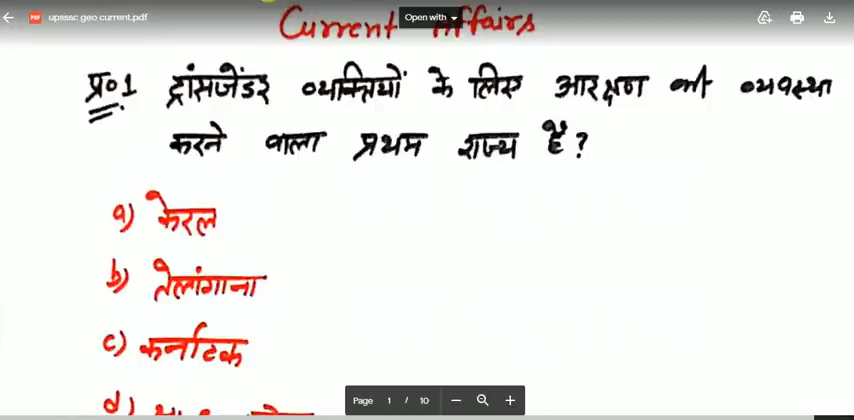 upsssc geo current.pdf
Open with
Current Affairs
प्र०1 ट्रांसजेंडर व्यक्तियों के लिए आरक्षण की व्यवस्था
करने वाला प्रथम राज्य है ?
a) केरल
b) तेलांगाना
c) कर्नाटक
d)
Page 1 / 10